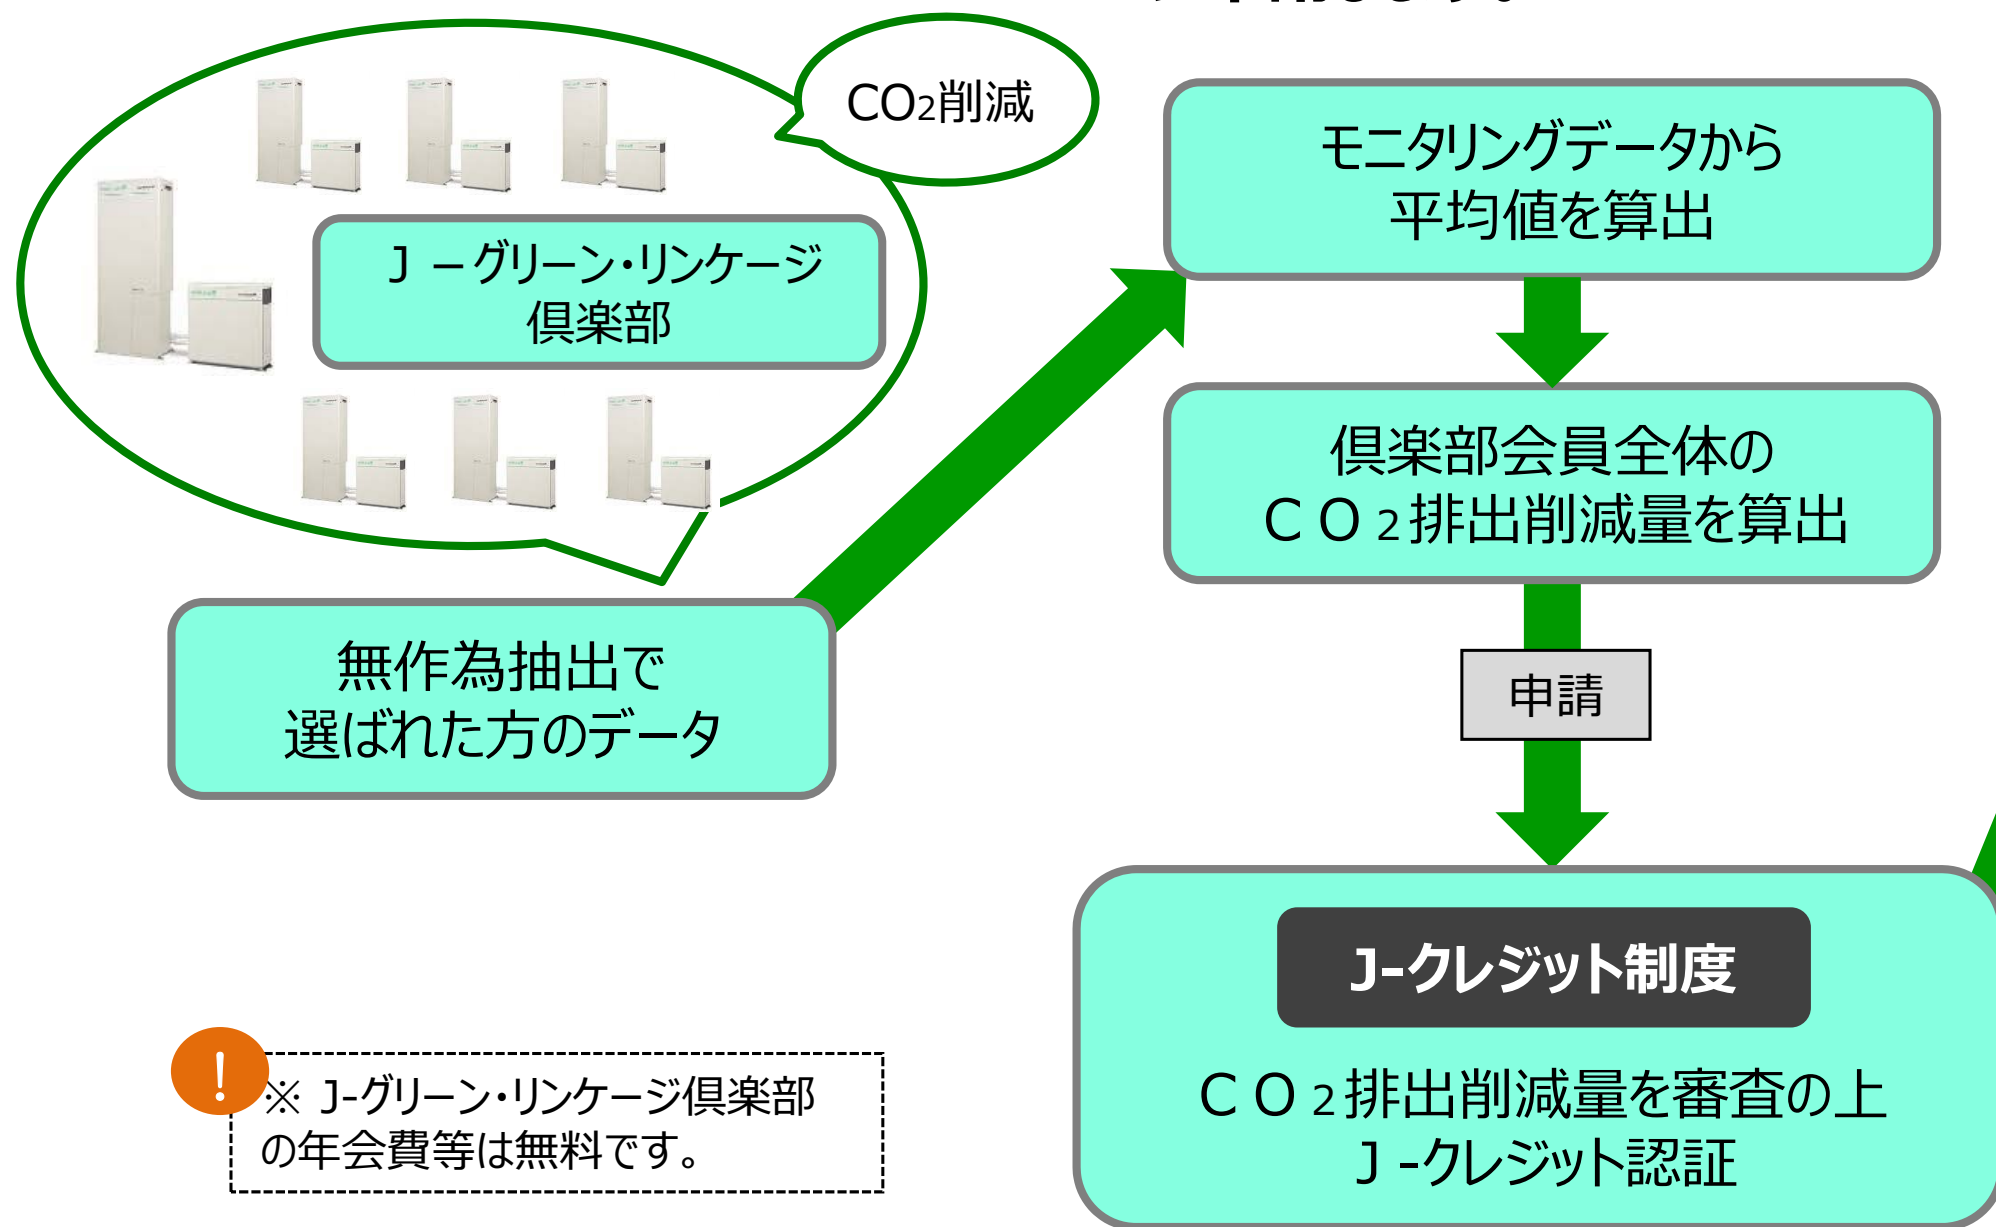 CO2削減
J－グリーン・リンケージ
倶楽部
無作為抽出で
選ばれた方のデータ
モニタリングデータから
平均値を算出
倶楽部会員全体の
ＣＯ2排出削減量を算出
申請
J-クレジット制度
ＣＯ2排出削減量を審査の上
J-クレジット認証
!
※ J-グリーン・リンケージ倶楽部
の年会費等は無料です。